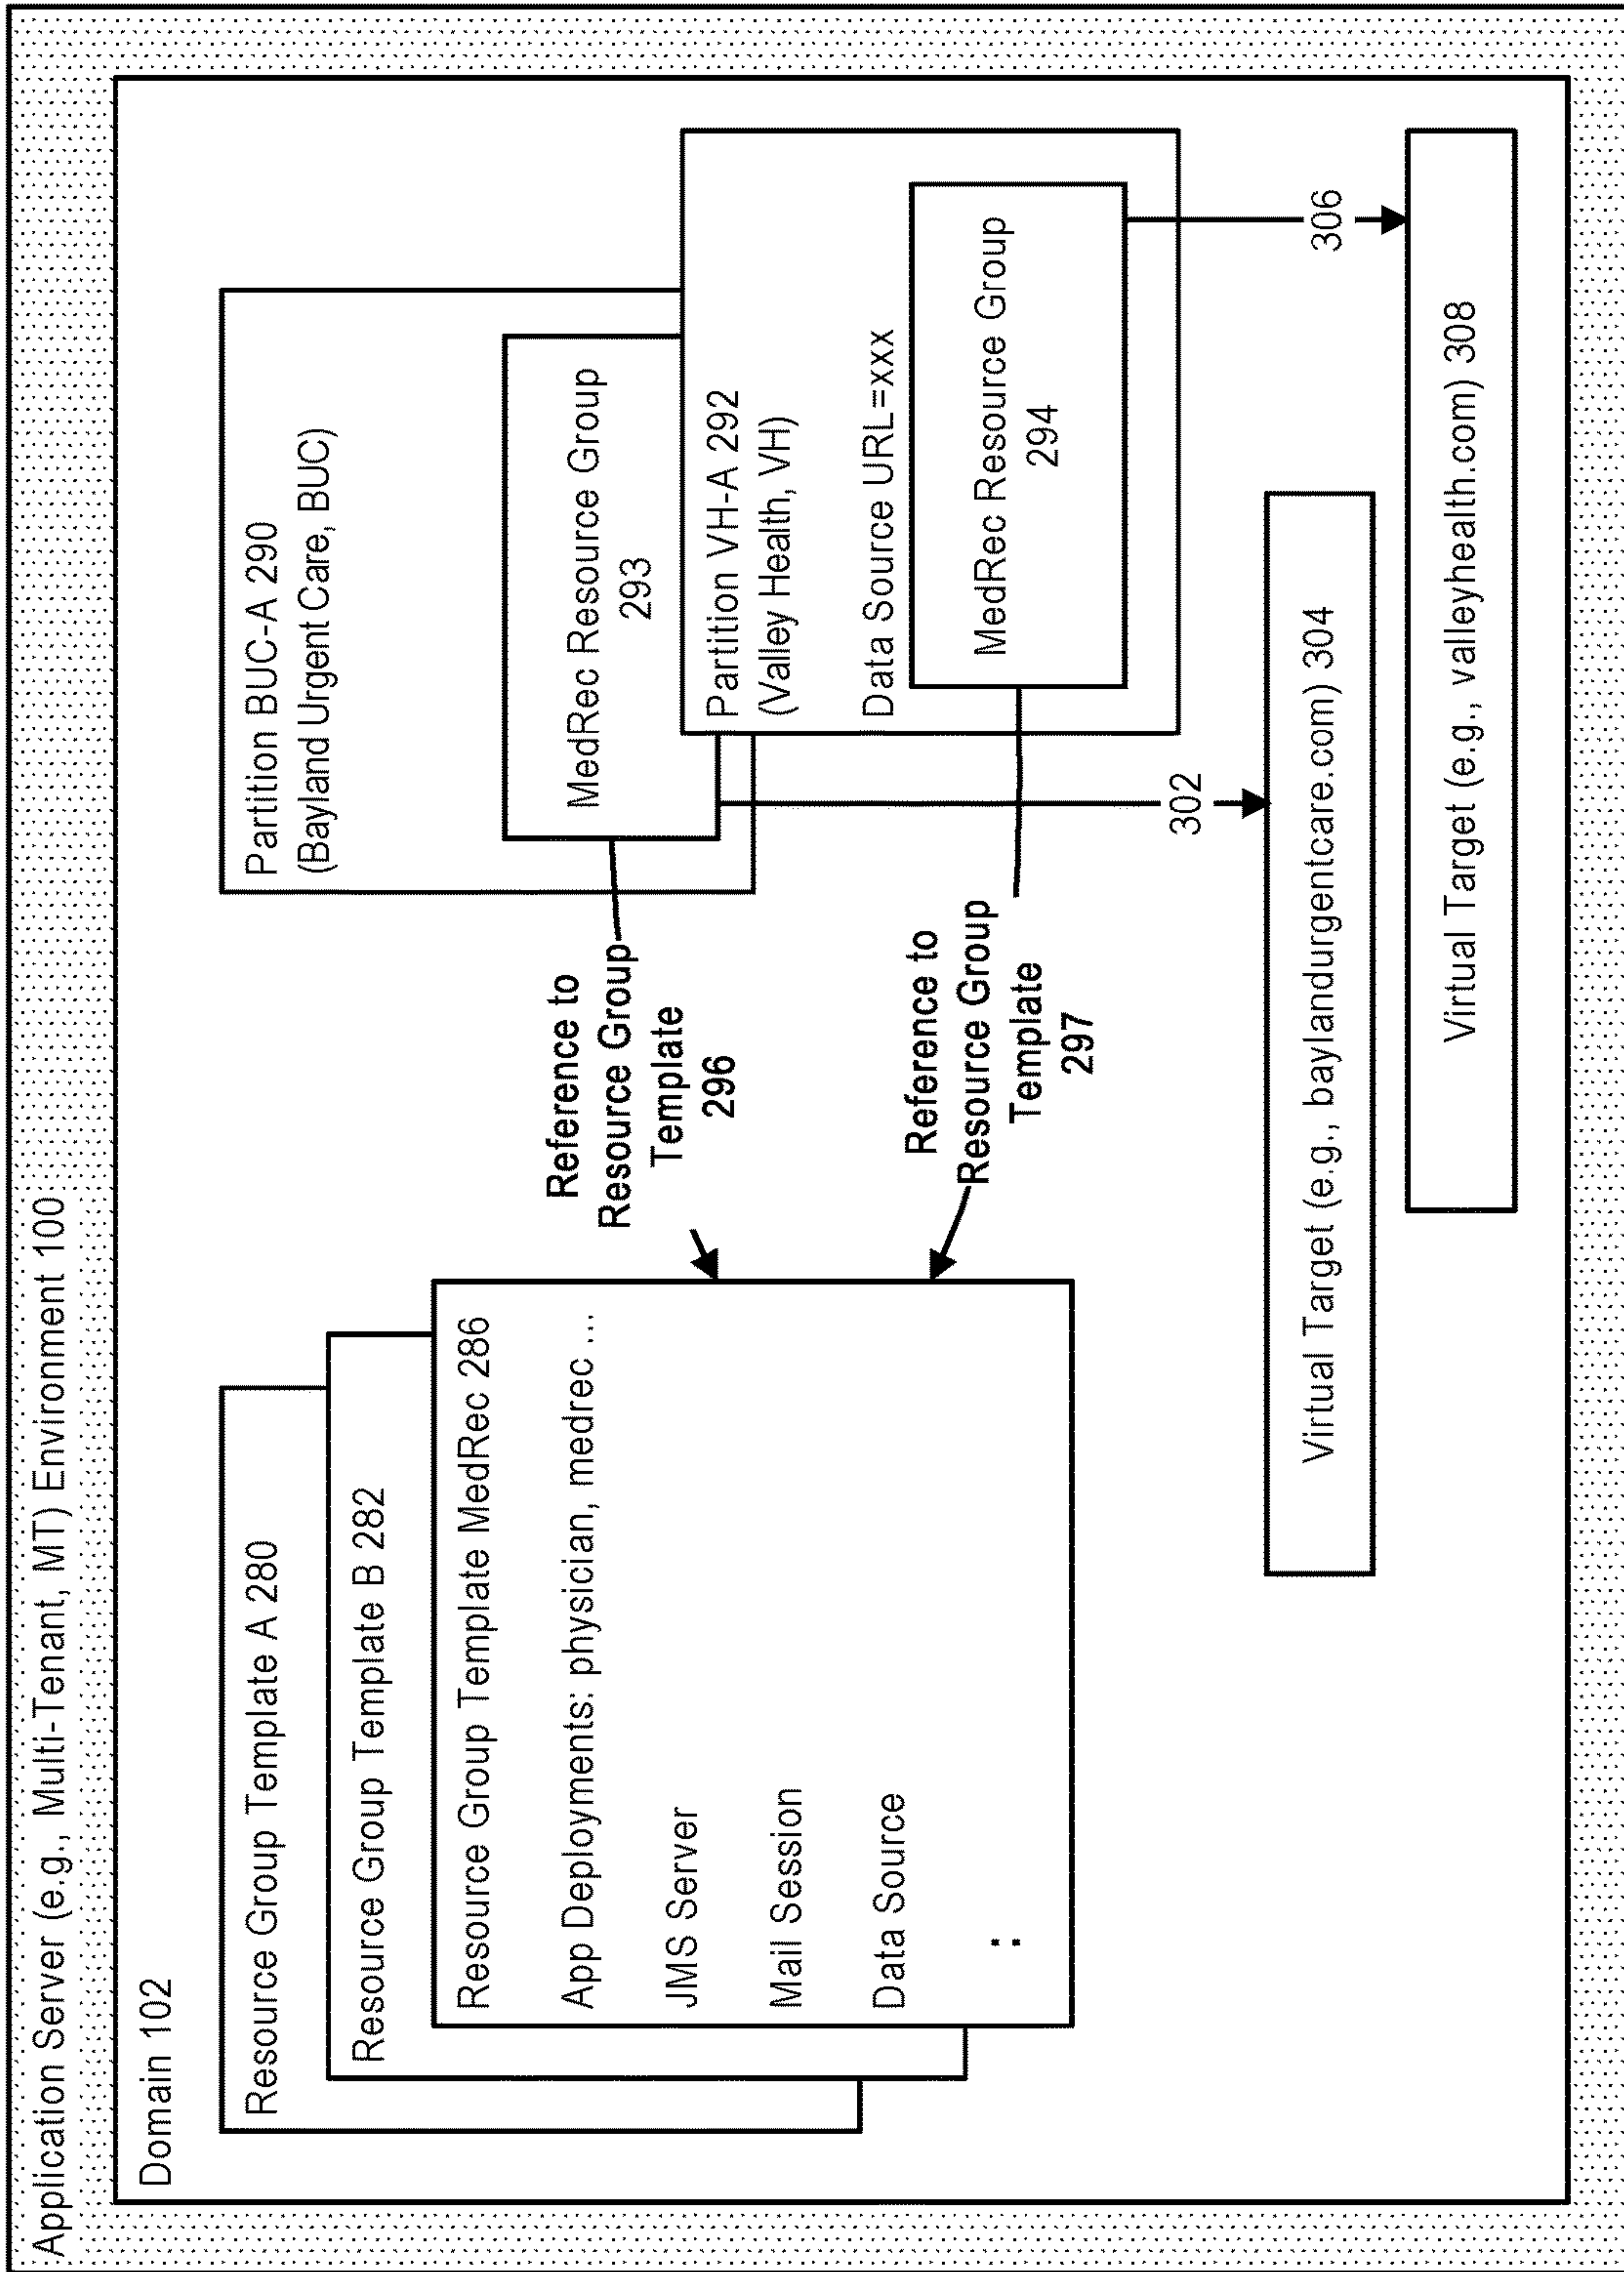 Application Server (e.g., Multi-Tenant, MT) Environment 100
Domain 102
Resource Group Template A 280
Resource Group Template B 282
Resource Group Template MedRec 286
App Deployments: physician, medrec ...
JMS Server
Mail Session
Data Source
:
Reference to
Resource Group
Template
296
Reference to
Resource Group
Template
297
Partition BUC-A 290
(Bayland Urgent Care, BUC)
MedRec Resource Group
293
Partition VH-A 292
(Valley Health, VH)
Data Source URL=xxx
MedRec Resource Group
294
302
306
Virtual Target (e.g., baylandurgentcare.com) 304
Virtual Target (e.g., valleyhealth.com) 308